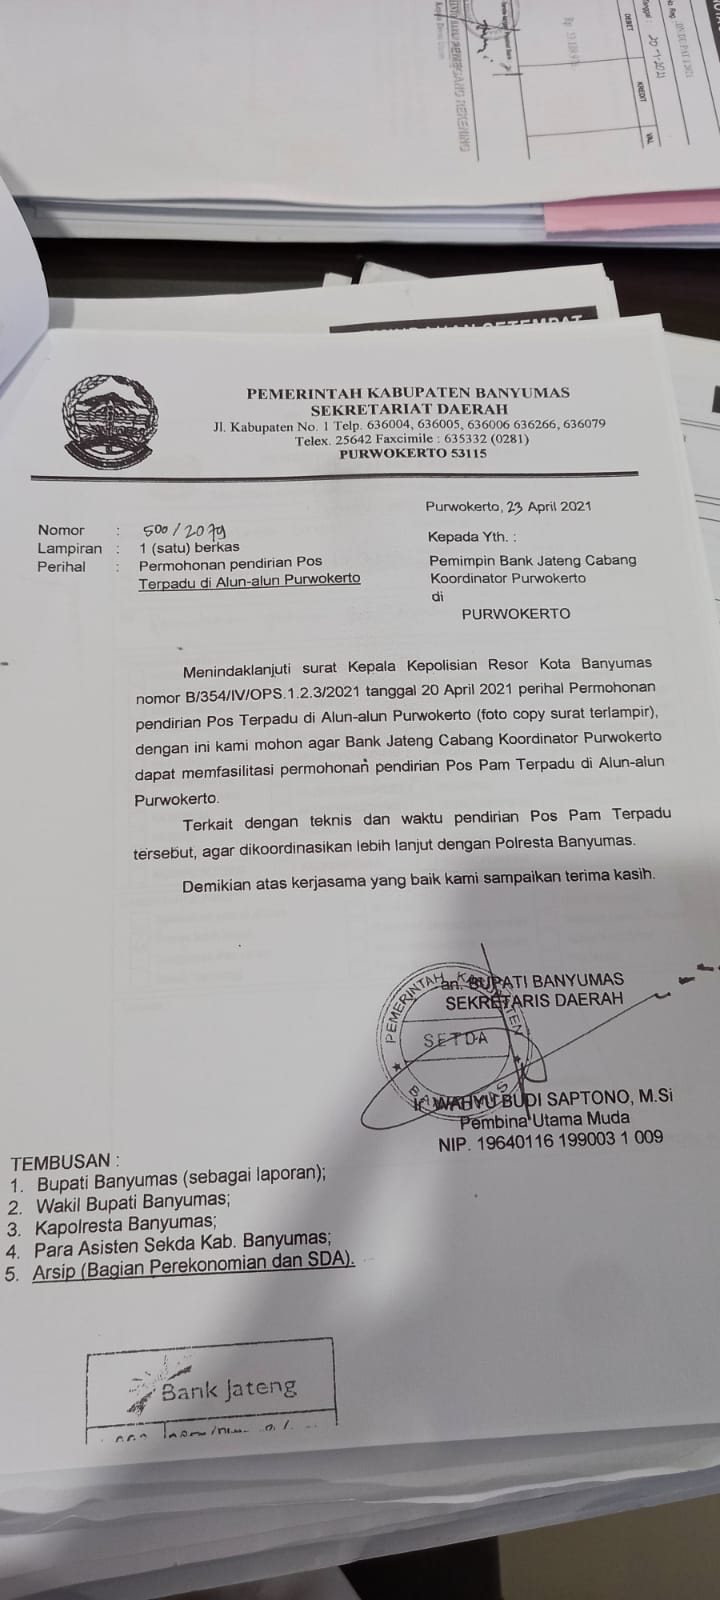 DEBET
KREDIT
20-1-2021
PEMERINTAH KABUPATEN BANYUMAS
SEKRETARIAT DAERAH
Jl. Kabupaten No. 1 Telp. 636004, 636005, 636006 636266, 636079
Telex. 25642 Faxcimile : 635332 (0281)
PURWOKERTO 53115
Purwokerto, 23 April 2021
Nomor : 500/2079
Lampiran : 1 (satu) berkas
Perihal : Permohonan pendirian Pos
Terpadu di Alun-alun Purwokerto
Kepada Yth. :
Pemimpin Bank Jateng Cabang
Koordinator Purwokerto
di
PURWOKERTO
Menindaklanjuti surat Kepala Kepolisian Resor Kota Banyumas
nomor B/354/IV/OPS.1.2.3/2021 tanggal 20 April 2021 perihal Permohonan
pendirian Pos Terpadu di Alun-alun Purwokerto (foto copy surat terlampir),
dengan ini kami mohon agar Bank Jateng Cabang Koordinator Purwokerto
dapat memfasilitasi permohonan pendirian Pos Pam Terpadu di Alun-alun
Purwokerto.
Terkait dengan teknis dan waktu pendirian Pos Pam Terpadu
tersebut, agar dikoordinasikan lebih lanjut dengan Polresta Banyumas.
Demikian atas kerjasama yang baik kami sampaikan terima kasih.
an. BUPATI BANYUMAS
SEKRETARIS DAERAH
PEMERINTAH KABUPATEN
SETDA
BANYUMAS
Ir. WAHYU BUDI SAPTONO, M.Si
Pembina Utama Muda
NIP. 19640116 199003 1 009
TEMBUSAN :
1. Bupati Banyumas (sebagai laporan);
2. Wakil Bupati Banyumas;
3. Kapolresta Banyumas;
4. Para Asisten Sekda Kab. Banyumas;
5. Arsip (Bagian Perekonomian dan SDA).
Bank Jateng